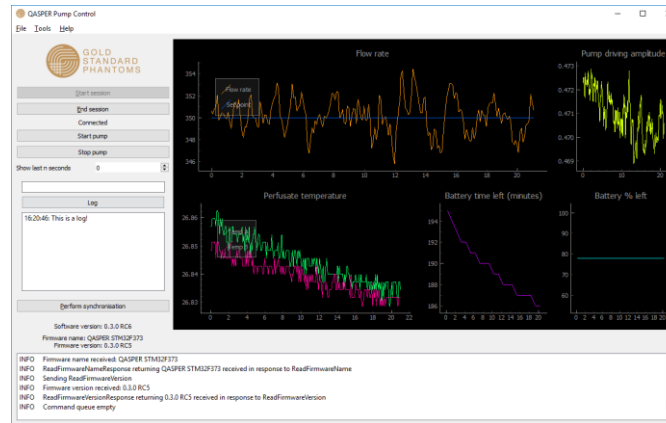 QASPER Pump Control
File Tools Help
GOLD
STANDARD
PHANTOMS
Start session
End session
Connected
Start pump
Stop pump
Show last n seconds 0
Log
16:20:46: This is a log!
Perform synchronisation
Software version: 0.3.0 RC6
Firmware name: QASPER STM32F373
Firmware version: 0.3.0 RC5
Flow rate
354
352
350
348
346
Flow rate
Setpoint
0 3 6 9 12 15 18 21
Pump driving amplitude
0.473
0.472
0.471
0.470
0.469
0 10 20
Perfusate temperature
26.86
26.85
26.84
26.83
0 2 4 6 8 10 12 14 16 18 20 22
Battery time left (minutes)
194
192
190
188
186
0 2 4 6 8 10 12 14 16 18 20
Battery % left
100
90
80
70
60
0 2 4 6 8 10 12 14 16 18 20
INFO Firmware name received: QASPER STM32F373
INFO ReadFirmwareNameResponse returning QASPER STM32F373 received in response to ReadFirmwareName
INFO Sending ReadFirmwareVersion
INFO Firmware version received: 0.3.0 RC5
INFO ReadFirmwareVersionResponse returning 0.3.0 RC5 received in response to ReadFirmwareVersion
INFO Command queue empty